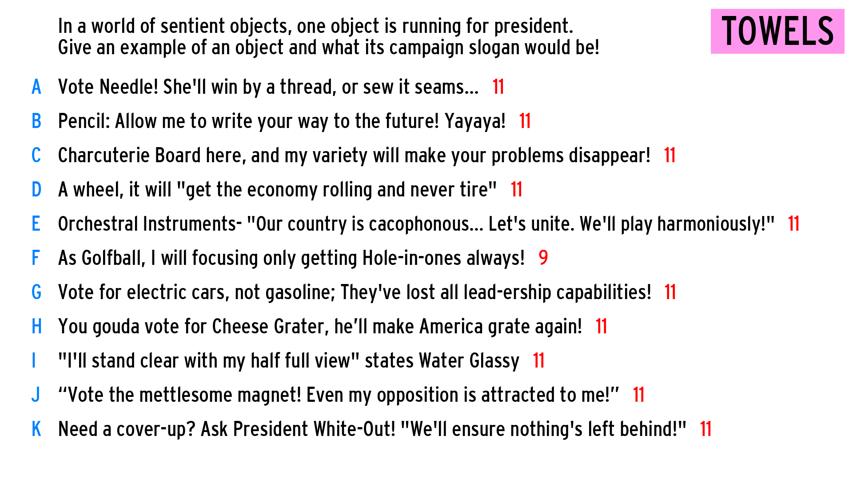 In a world of sentient objects, one object is running for president.
Give an example of an object and what its campaign slogan would be!
TOWELS
A Vote Needle! She'll win by a thread, or sew it seams... 11
B Pencil: Allow me to write your way to the future! Yayaya! 11
C Charcuterie Board here, and my variety will make your problems disappear! 11
D A wheel, it will "get the economy rolling and never tire" 11
E Orchestral Instruments- "Our country is cacophonous... Let's unite. We'll play harmoniously!" 11
F As Golfball, I will focusing only getting Hole-in-ones always! 9
G Vote for electric cars, not gasoline; They've lost all lead-ership capabilities! 11
H You gouda vote for Cheese Grater, he’ll make America grate again! 11
I "I'll stand clear with my half full view" states Water Glassy 11
J “Vote the mettlesome magnet! Even my opposition is attracted to me!” 11
K Need a cover-up? Ask President White-Out! "We'll ensure nothing's left behind!" 11